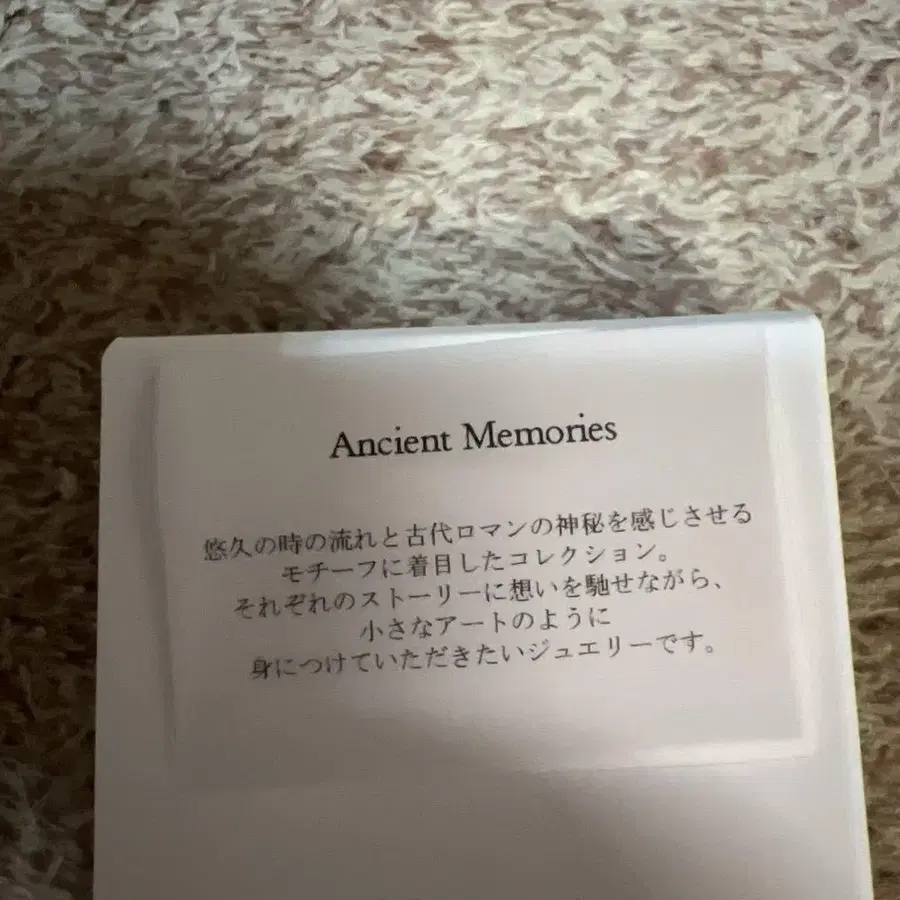 Ancient Memories
悠久の時の流れと古代ロマンの神秘を感じさせる
モチーフに着目したコレクション。
それぞれのストーリーに想いを馳せながら、
小さなアートのように
身につけていただきたいジュエリーです。